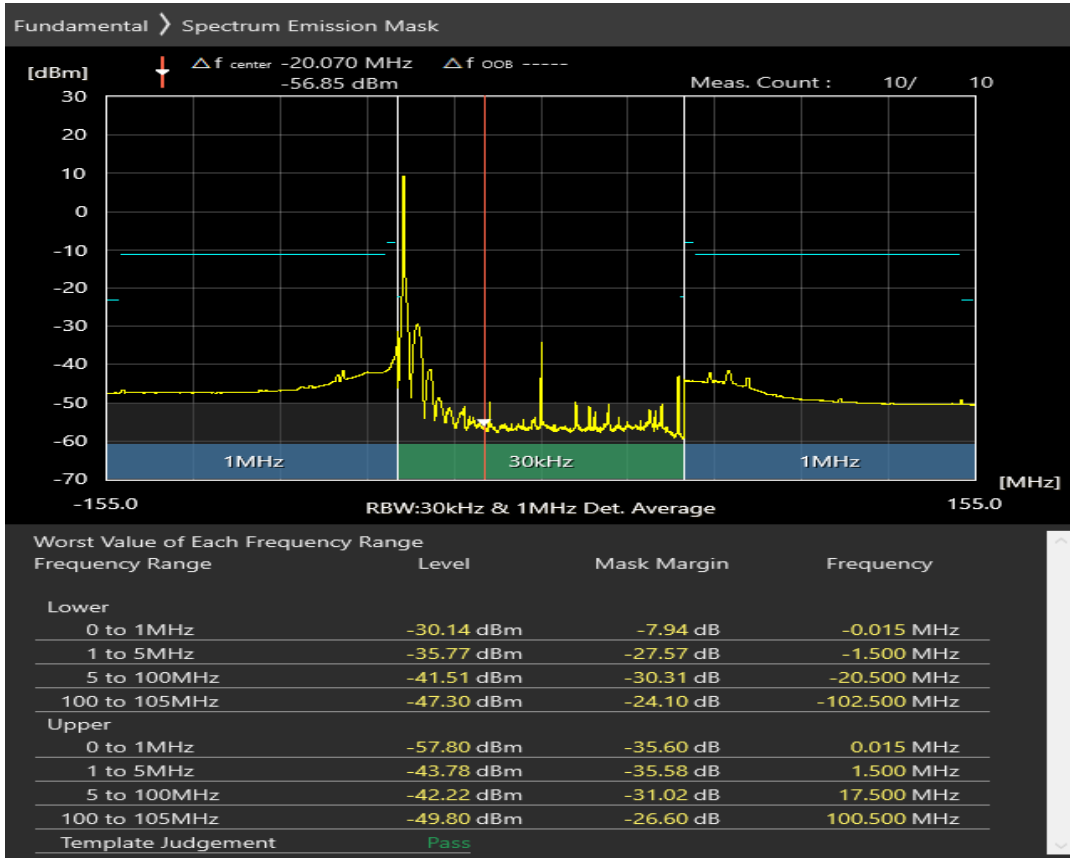 Fundamental ❯ Spectrum Emission Mask
[dBm] △f center -20.070 MHz △f OOB -----
-56.85 dBm Meas. Count : 10/ 10
30
20
10
0
-10
-20
-30
-40
-50
-60
1MHz 30kHz 1MHz
-70
[MHz]
-155.0 RBW:30kHz & 1MHz Det. Average 155.0
Worst Value of Each Frequency Range
Frequency Range Level Mask Margin Frequency
Lower
0 to 1MHz -30.14 dBm -7.94 dB -0.015 MHz
1 to 5MHz -35.77 dBm -27.57 dB -1.500 MHz
5 to 100MHz -41.51 dBm -30.31 dB -20.500 MHz
100 to 105MHz -47.30 dBm -24.10 dB -102.500 MHz
Upper
0 to 1MHz -57.80 dBm -35.60 dB 0.015 MHz
1 to 5MHz -43.78 dBm -35.58 dB 1.500 MHz
5 to 100MHz -42.22 dBm -31.02 dB 17.500 MHz
100 to 105MHz -49.80 dBm -26.60 dB 100.500 MHz
Template Judgement Pass